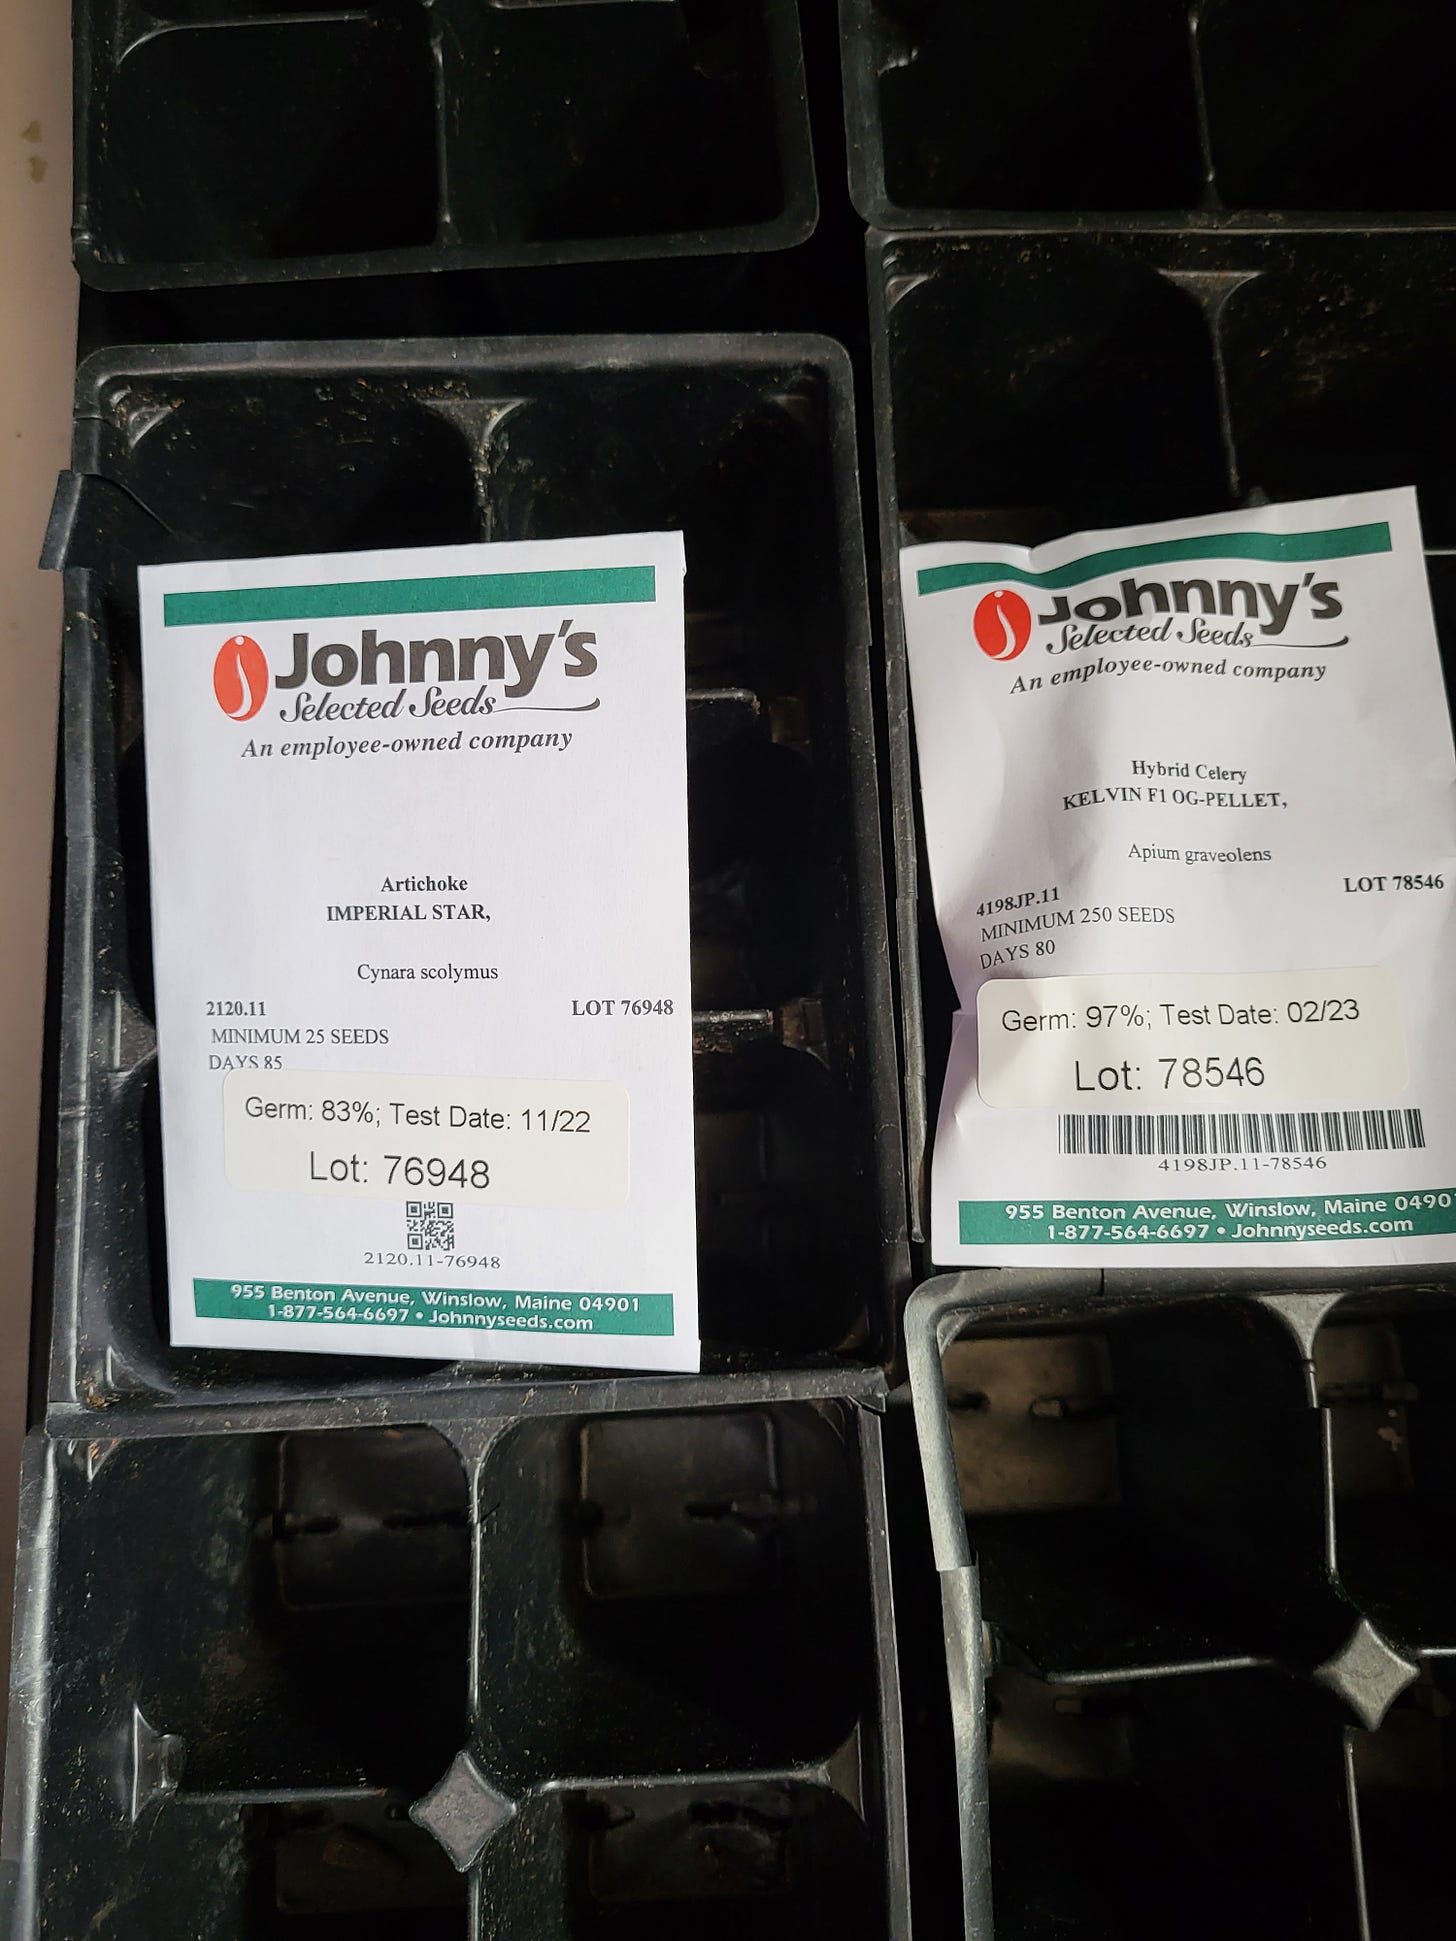 Johnny's
Selected Seeds
An employee-owned company
Artichoke
IMPERIAL STAR,
Cynara scolymus
2120.11 LOT 76948
MINIMUM 25 SEEDS
DAYS 85
Germ: 83%; Test Date: 11/22
Lot: 76948
2120.11-76948
955 Benton Avenue, Winslow, Maine 04901
1-877-564-6697 • Johnnyseeds.com
Johnny's
Selected Seeds
An employee-owned company
Hybrid Celery
KELVIN F1 OG-PELLET,
Apium graveolens
4198JP.11 LOT 78546
MINIMUM 250 SEEDS
DAYS 80
Germ: 97%; Test Date: 02/23
Lot: 78546
4198JP.11-78546
955 Benton Avenue, Winslow, Maine 0490
1-877-564-6697 • Johnnyseeds.com